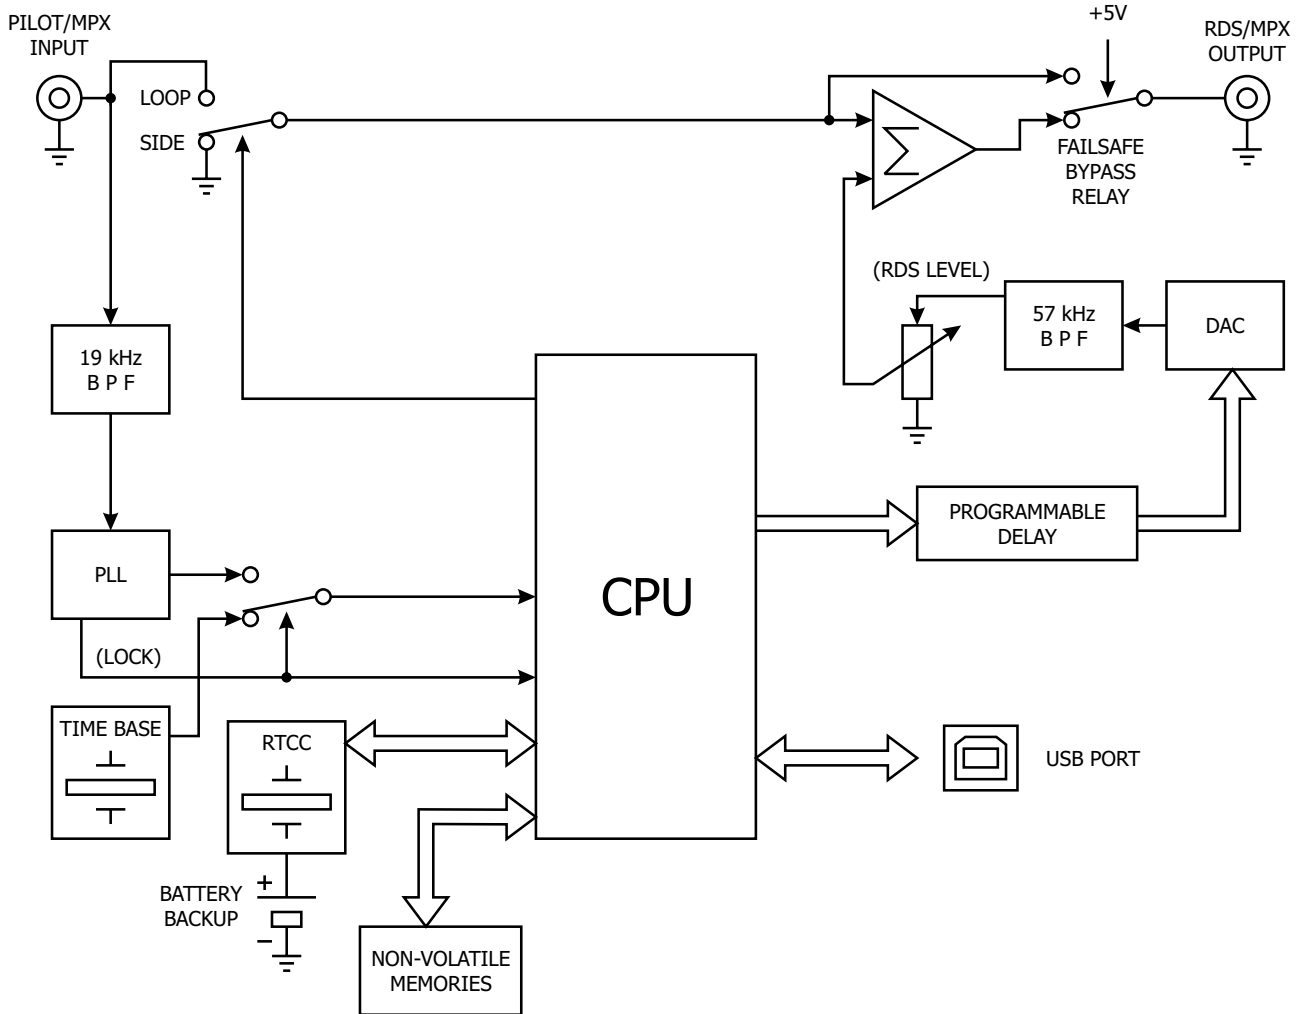 PILOT/MPX
INPUT
+5V
RDS/MPX
OUTPUT
LOOP
SIDE
FAILSAFE
BYPASS
RELAY
(RDS LEVEL)
57 kHz
B P F
DAC
19 kHz
B P F
PROGRAMMABLE
DELAY
PLL
CPU
(LOCK)
TIME BASE
RTCC
USB PORT
+
BATTERY
BACKUP
−
NON-VOLATILE
MEMORIES